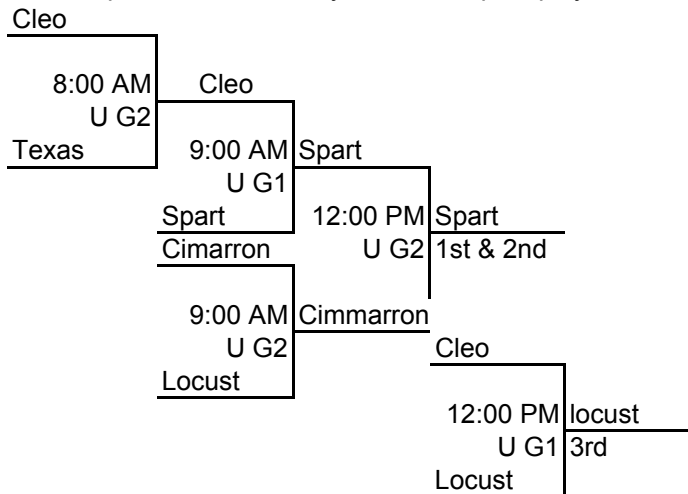 Cleo
8:00 AM Cleo
U G2
Texas 9:00 AM Spart
U G1
Spart 12:00 PM Spart
Cimarron U G2 1st & 2nd
9:00 AM Cimmarron
U G2 Cleo
Locust
12:00 PM locust
U G1 3rd
Locust